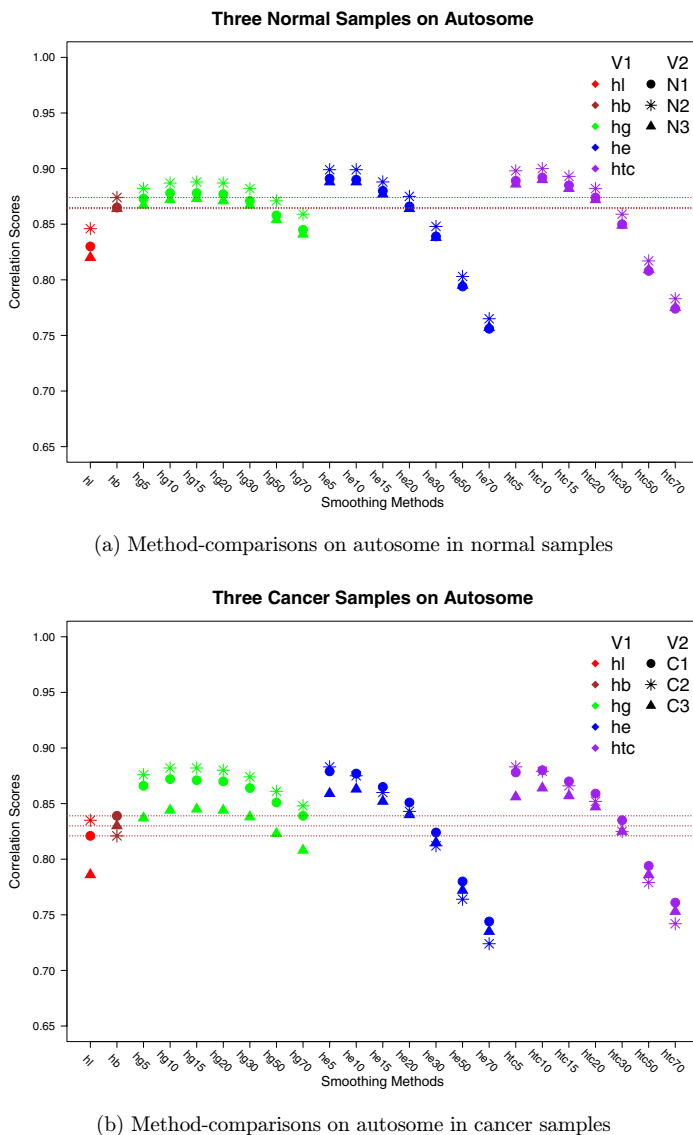 Three Normal Samples on Autosome
1.00
0.95
0.90
0.85
0.80
0.75
0.70
0.65
Correlation Scores
V1 V2
hl N1
hb N2
hg N3
he
htc
hl hb hg5 hg10 hg15 hg20 hg30 hg50 hg70 he5 he10 he15 he20 he30 he50 he70 htc5 htc10 htc15 htc20 htc30 htc50 htc70
Smoothing Methods
(a) Method-comparisons on autosome in normal samples
Three Cancer Samples on Autosome
1.00
0.95
0.90
0.85
0.80
0.75
0.70
0.65
Correlation Scores
V1 V2
hl C1
hb C2
hg C3
he
htc
hl hb hg5 hg10 hg15 hg20 hg30 hg50 hg70 he5 he10 he15 he20 he30 he50 he70 htc5 htc10 htc15 htc20 htc30 htc50 htc70
Smoothing Methods
(b) Method-comparisons on autosome in cancer samples